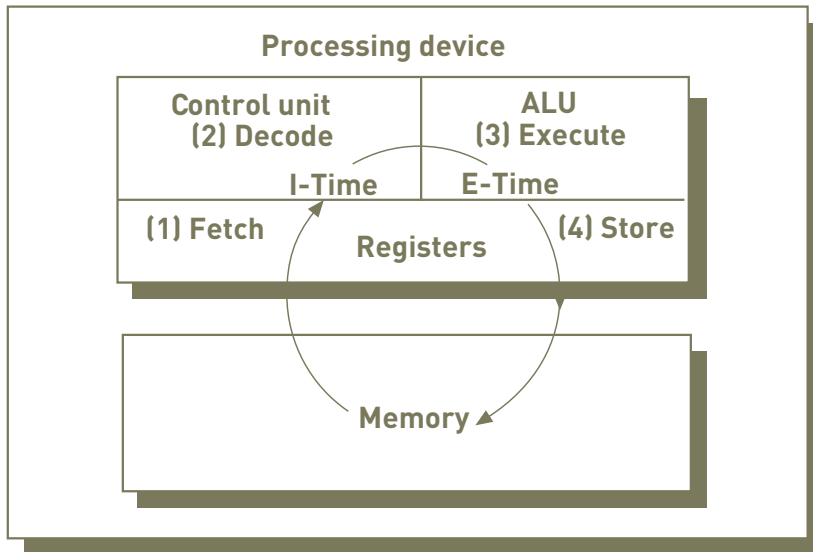 Processing device
Control unit
(2) Decode
ALU
(3) Execute
I-Time
E-Time
(1) Fetch
(4) Store
Registers
Memory